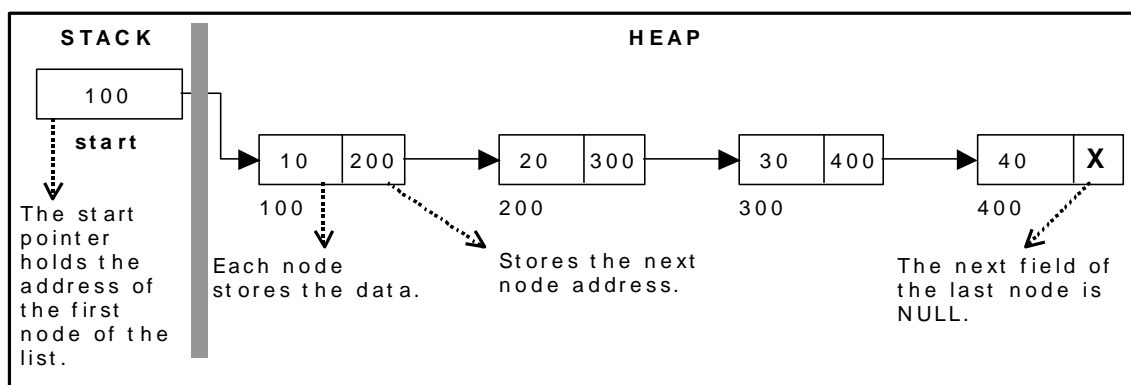 STACK
HEAP
100
start
10 200
20 300
30 400
40 X
100
200
300
400
The start
pointer
holds the
address of
the first
node of the
list.
Each node
stores the data.
Stores the next
node address.
The next field of
the last node is
NULL.